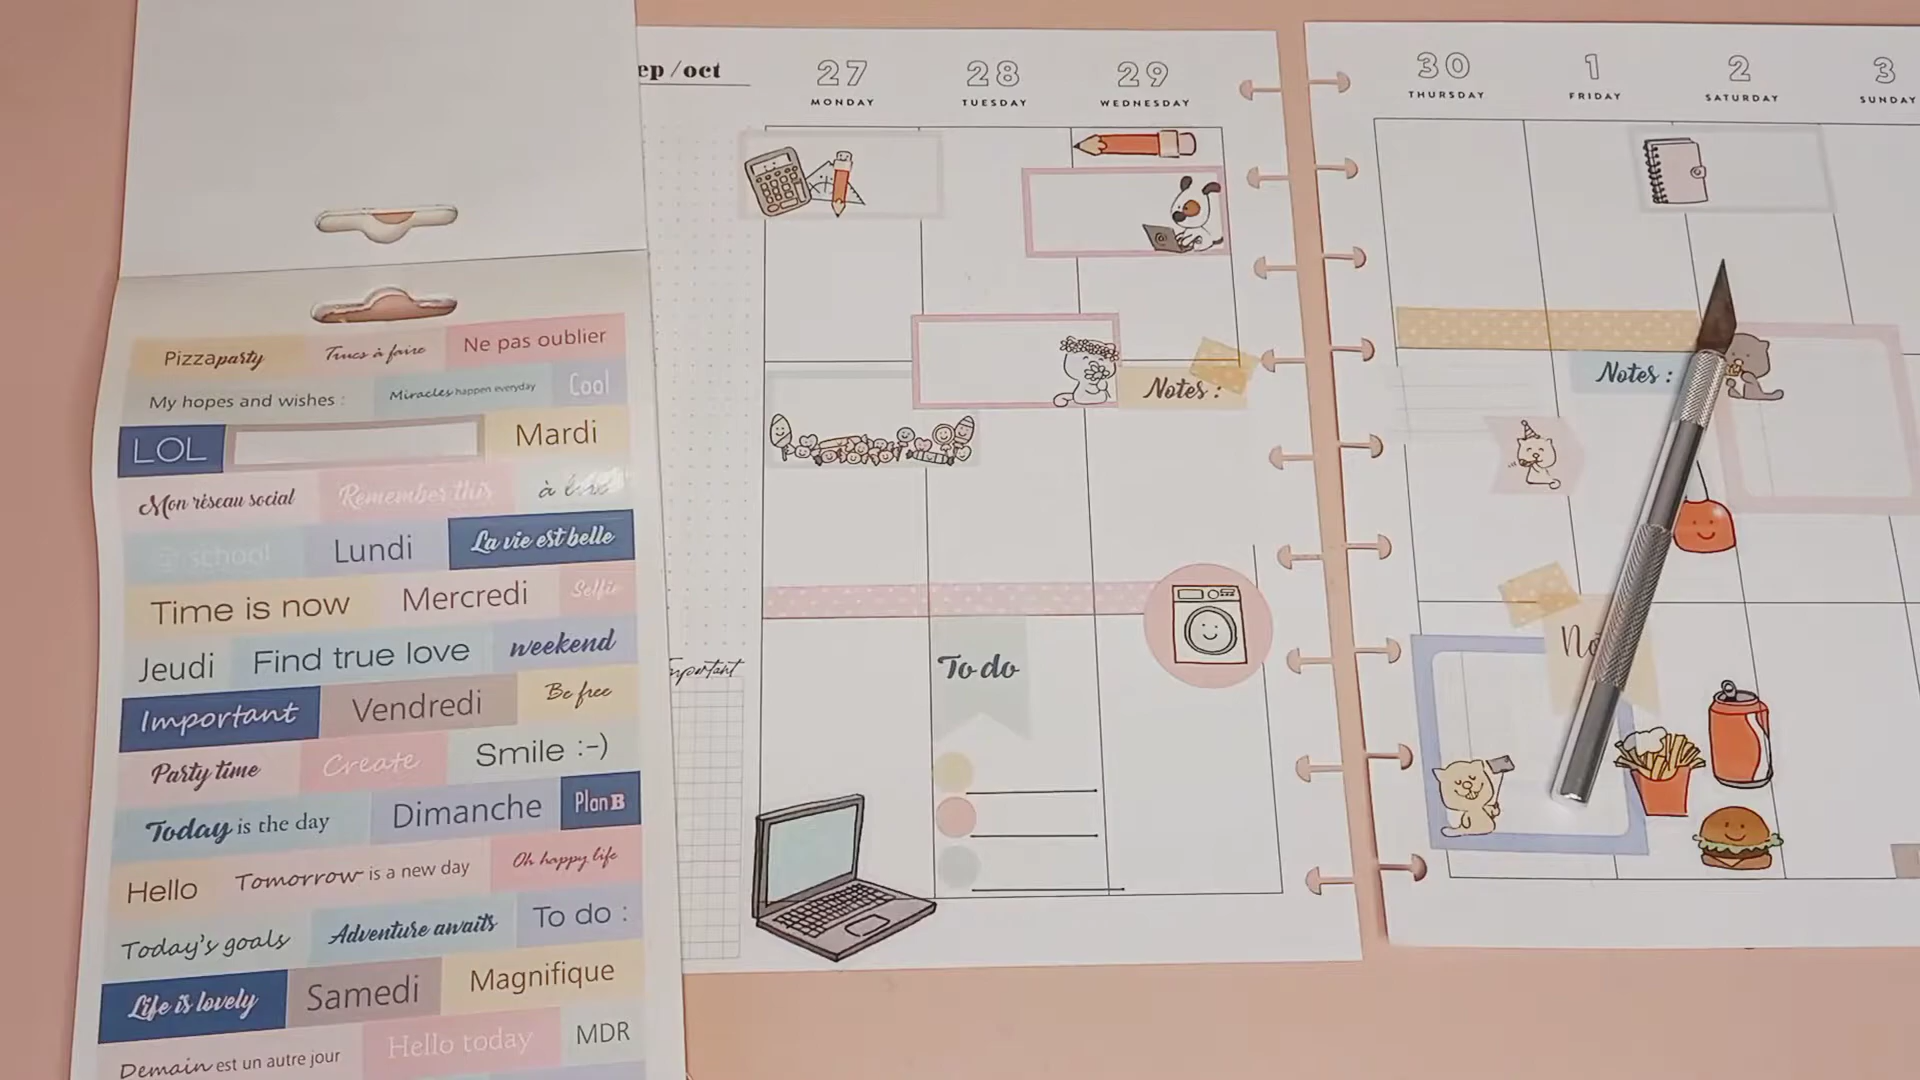 Pizzaparty Trucs à faire Ne pas oublier
My hopes and wishes : Miracles happen everyday Cool
LOL Mardi
Mon réseau social Remember this à
school Lundi La vie est belle
Time is now Mercredi Selfie
Jeudi Find true love weekend
Important Vendredi Be free
Party time Create Smile :-)
Today is the day Dimanche Plan B
Hello Tomorrow is a new day Oh happy life
Today's goals Adventure awaits To do :
Life is lovely Samedi Magnifique
Demain est un autre jour Hello today MDR
ep/oct
27 28 29
MONDAY TUESDAY WEDNESDAY
Notes :
mportant
To do
30 1 2 3
THURSDAY FRIDAY SATURDAY SUNDAY
Notes :
No